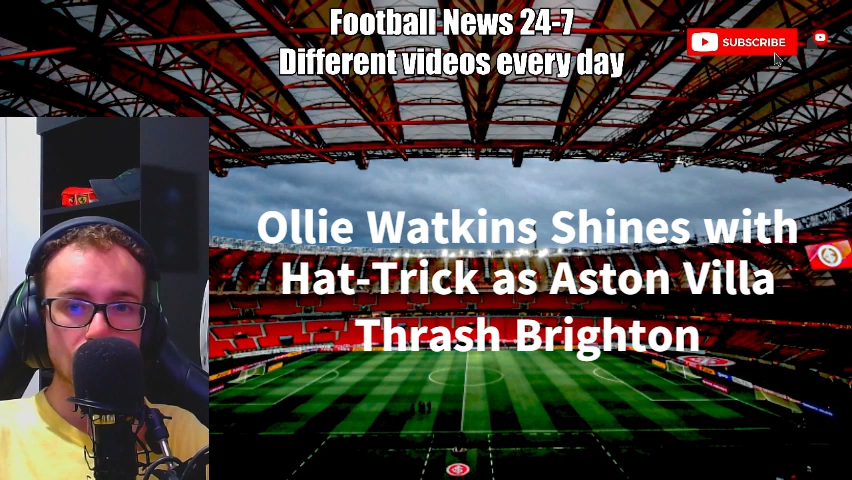 Football News 24-7
Different videos every day
SUBSCRIBE
Ollie Watkins Shines with
Hat-Trick as Aston Villa
Thrash Brighton